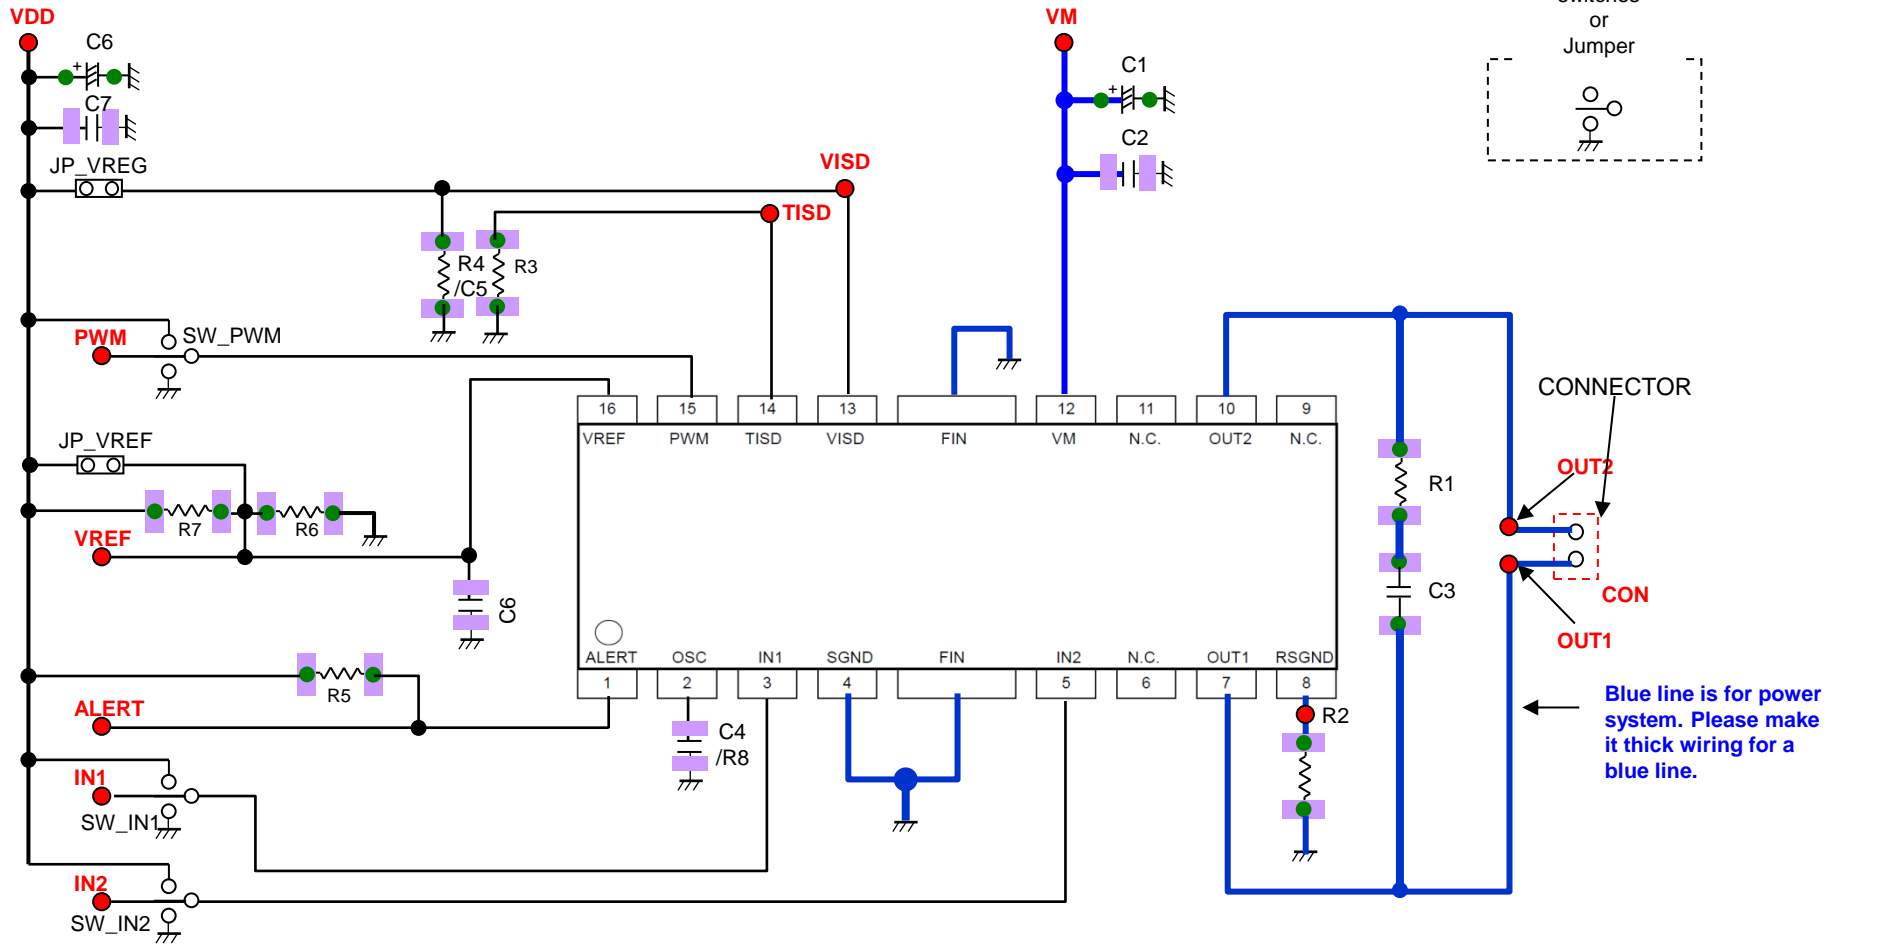 VDD
C6
+
C7
JP_VREG
VISD
TISD
R4
/C5
R3
VM
C1
+
C2
switches
or
Jumper
PWM
SW_PWM
JP_VREF
R7
R6
VREF
C6
R5
ALERT
IN1
SW_IN1
IN2
SW_IN2
16
15
14
13
12
11
10
9
VREF
PWM
TISD
VISD
FIN
VM
N.C.
OUT2
N.C.
ALERT
OSC
IN1
SGND
FIN
IN2
N.C.
OUT1
RSGND
1
2
3
4
5
6
7
8
C4
/R8
R2
R1
C3
CONNECTOR
OUT2
CON
OUT1
Blue line is for power
system. Please make
it thick wiring for a
blue line.